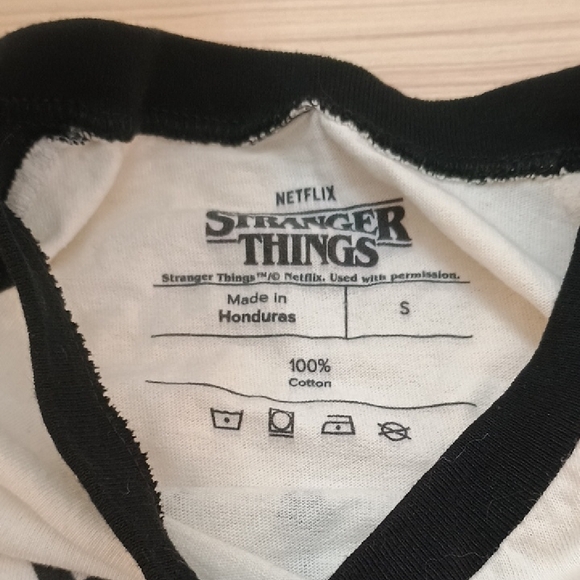 NETFLIX
STRANGER
THINGS
Stranger Things™/© Netflix. Used with permission.
Made in
Honduras
S
100%
Cotton